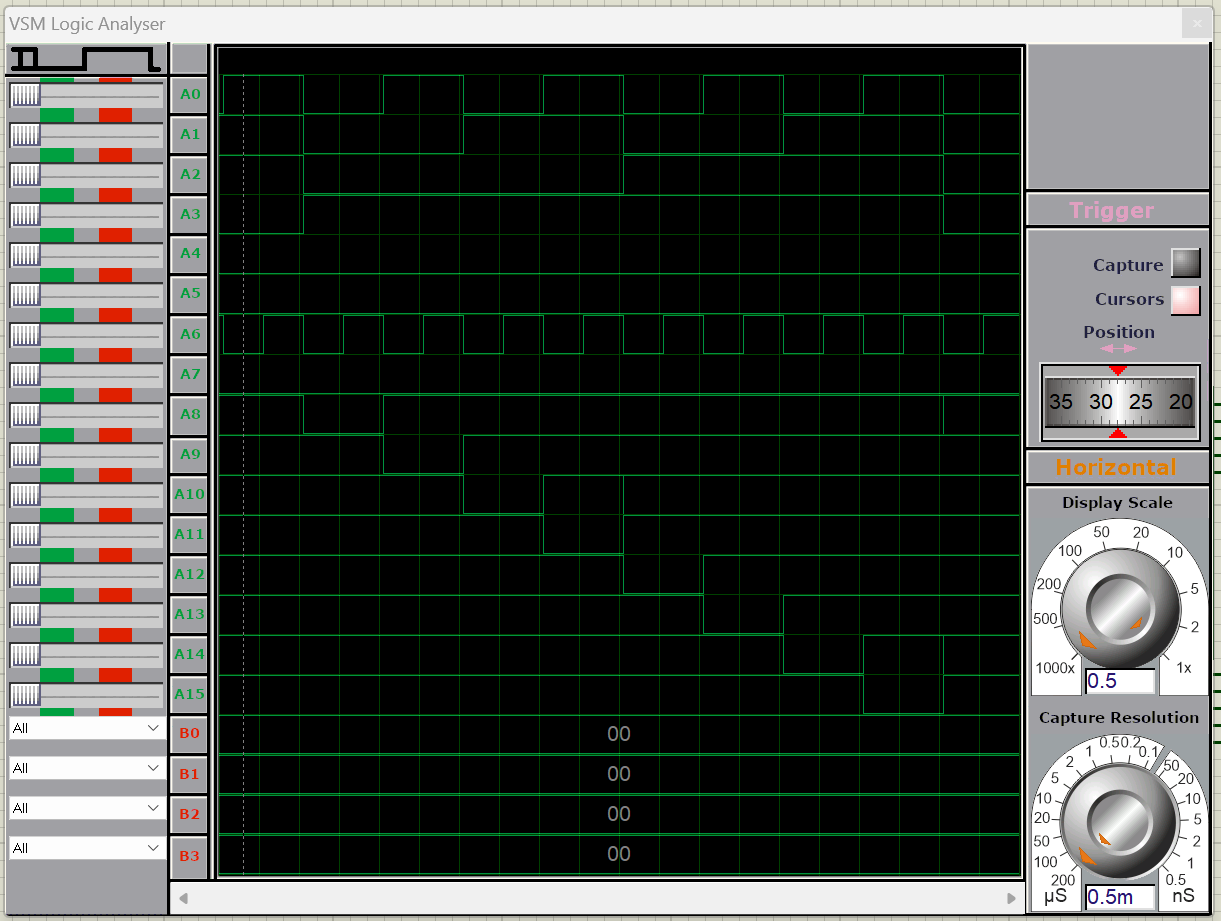 VSM Logic Analyser
A0
A1
A2
A3
A4
A5
A6
A7
A8
A9
A10
A11
A12
A13
A14
A15
All B0 00
All B1 00
All B2 00
All B3 00
Trigger
Capture
Cursors
Position
35 30 25 20
Horizontal
Display Scale
1000x 500 200 100 50 20 10 5 2 1x
0.5
Capture Resolution
200 100 50 20 10 5 2 1 0.5 0.2 0.1 50 20 10 5 2 1 0.5
µS 0.5m nS